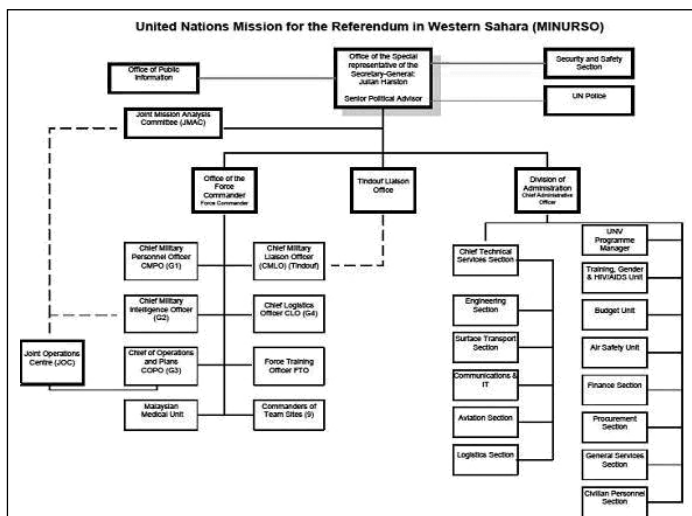 United Nations Mission for the Referendum in Western Sahara (MINURSO)
Office of the Special
representative of the
Secretary-General:
Julian Harston
Senior Political Advisor
Office of Public
Information
Security and Safety
Section
UN Police
Joint Mission Analysis
Committee (JMAC)
Office of the
Force
Commander
Force Commander
Tindouf Liaison
Office
Division of
Administration
Chief Administrative
Officer
Chief Military
Personnel Officer
CMPO (G1)
Chief Military
Liaison Officer
(CMLO) (Tindouf)
Chief Military
Intelligence Officer
(G2)
Chief Logistics
Officer CLO (G4)
Joint Operations
Centre (JOC)
Chief of Operations
and Plans
COPO (G3)
Force Training
Officer FTO
Malaysian
Medical Unit
Commanders of
Team Sites (9)
Chief Technical
Services Section
Engineering
Section
Surface Transport
Section
Communications &
IT
Aviation Section
Logistics Section
UNV
Programme
Manager
Training, Gender
& HIV/AIDS Unit
Budget Unit
Air Safety Unit
Finance Section
Procurement
Section
General Services
Section
Civilian Personnel
Section